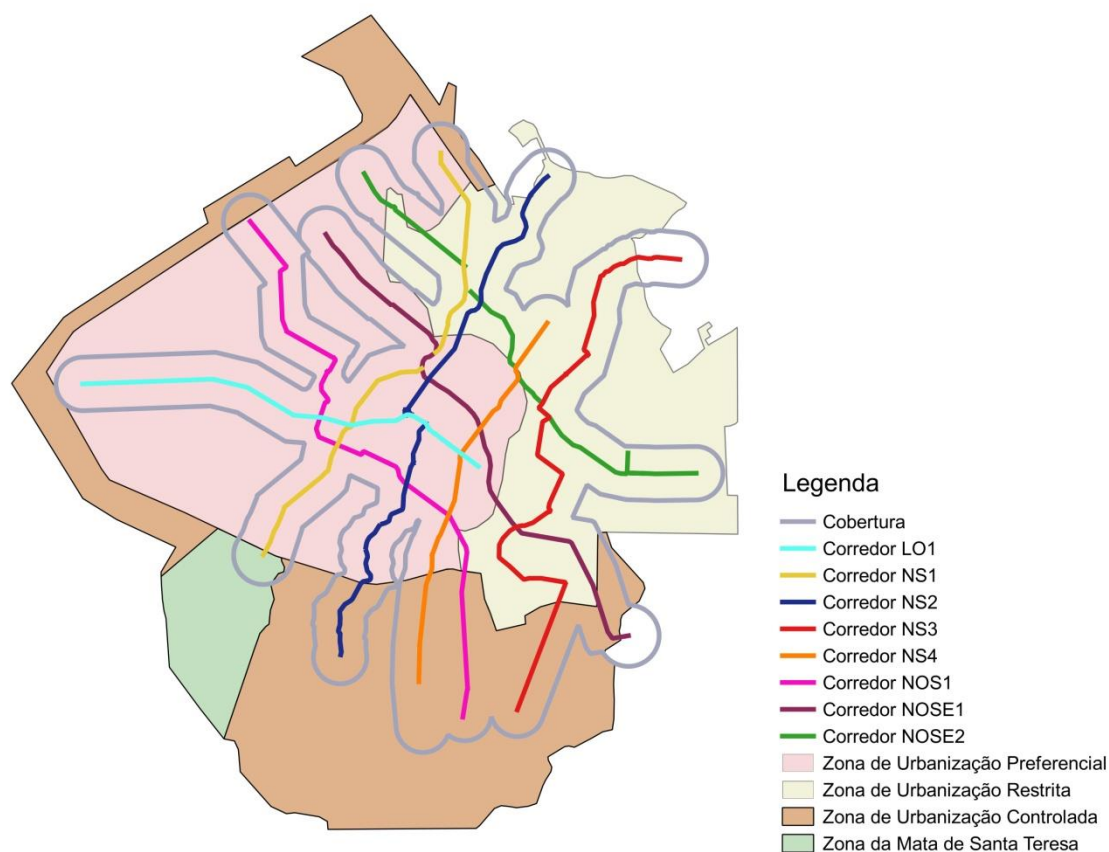 Legenda
Cobertura
Corredor LO1
Corredor NS1
Corredor NS2
Corredor NS3
Corredor NS4
Corredor NOS1
Corredor NOSE1
Corredor NOSE2
Zona de Urbanização Preferencial
Zona de Urbanização Restrita
Zona de Urbanização Controlada
Zona da Mata de Santa Teresa